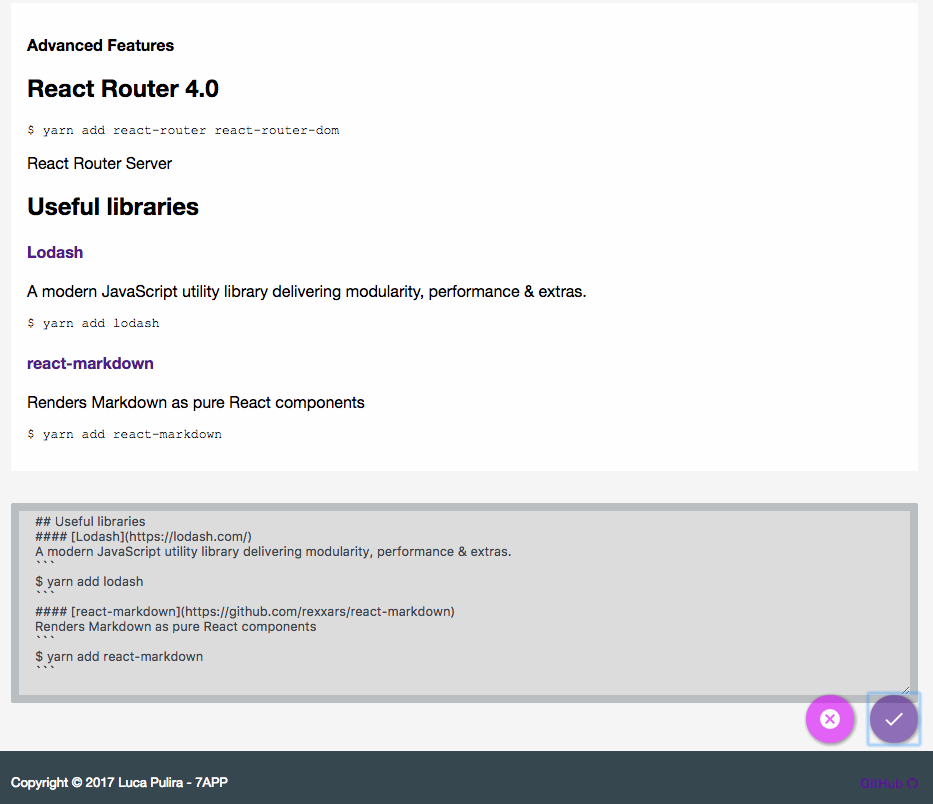 Advanced Features
React Router 4.0
$ yarn add react-router react-router-dom
React Router Server
Useful libraries
Lodash
A modern JavaScript utility library delivering modularity, performance & extras.
$ yarn add lodash
react-markdown
Renders Markdown as pure React components
$ yarn add react-markdown
## Useful libraries
#### [Lodash](https://lodash.com/)
A modern JavaScript utility library delivering modularity, performance & extras.
```
$ yarn add lodash
```
#### [react-markdown](https://github.com/rexxars/react-markdown)
Renders Markdown as pure React components
```
$ yarn add react-markdown
```
Copyright © 2017 Luca Pulira - 7APP
GitHub